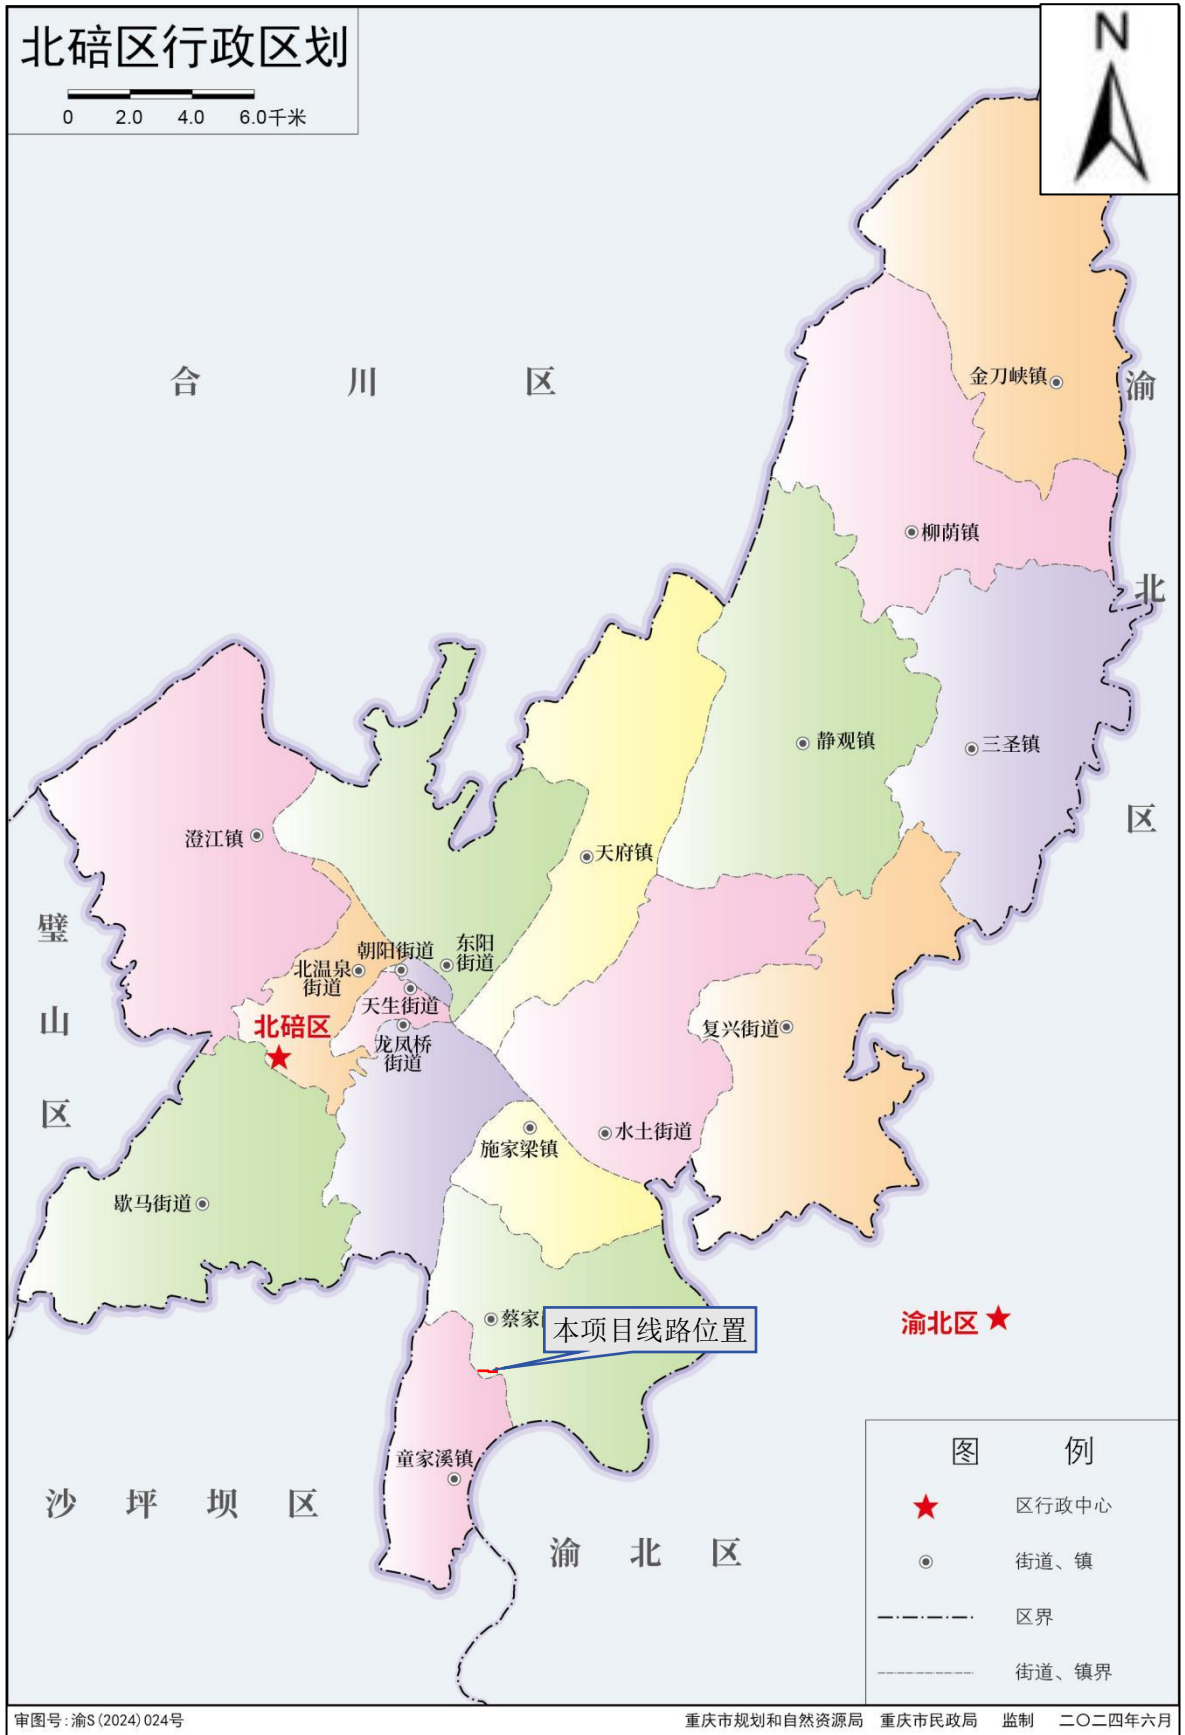 北碚区行政区划
0 2.0 4.0 6.0千米
N
合川区
金刀峡镇
渝北区
柳荫镇
静观镇
三圣镇
澄江镇
天府镇
璧山区
朝阳街道
东阳
街道
北温泉
街道
天生街道
北碚区
龙凤桥
街道
复兴街道
施家梁镇
水土街道
歇马街道
蔡家
本项目线路位置
渝北区
童家溪镇
沙坪坝区
渝北区
图例
区行政中心
街道、镇
区界
街道、镇界
审图号:渝S(2024)024号
重庆市规划和自然资源局 重庆市民政局 监制 二〇二四年六月